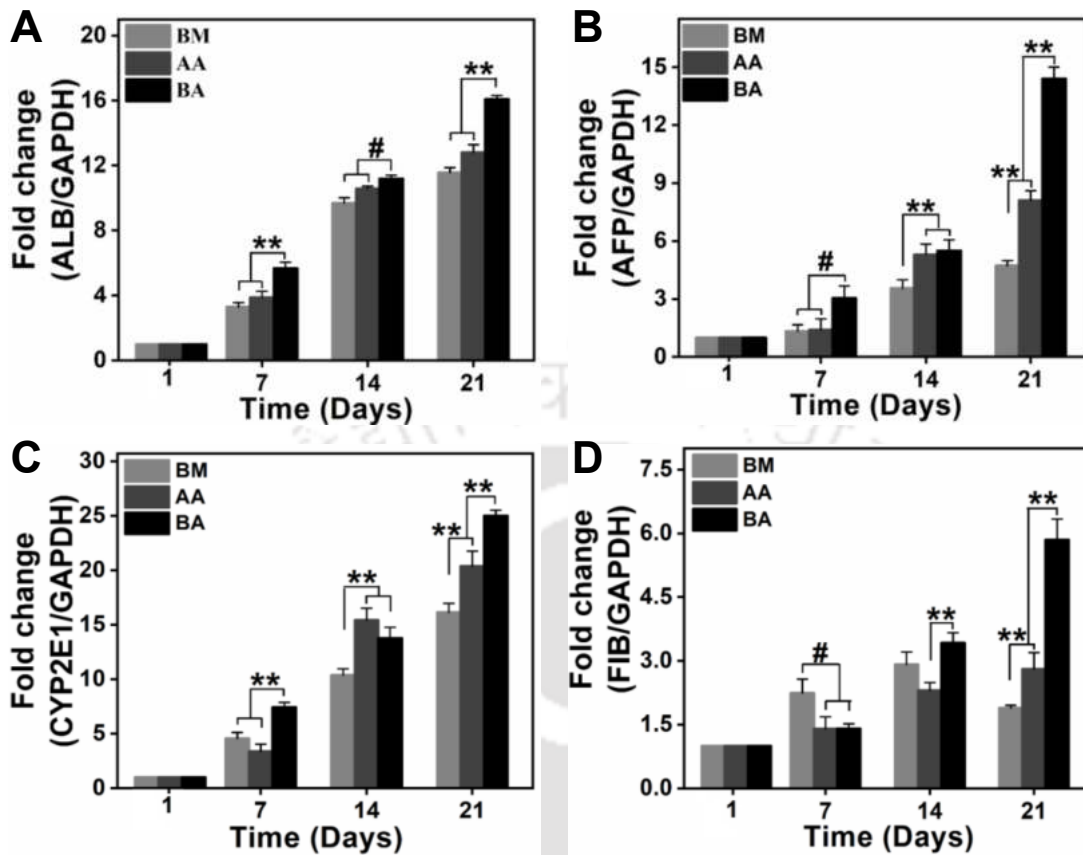 A
Fold change
(ALB/GAPDH)
20
16
12
8
4
0
BM
AA
BA
**
#
**
1 7 14 21
Time (Days)
B
Fold change
(AFP/GAPDH)
15
12
9
6
3
0
BM
AA
BA
#
**
**
**
1 7 14 21
Time (Days)
C
Fold change
(CYP2E1/GAPDH)
30
25
20
15
10
5
0
BM
AA
BA
**
**
**
**
1 7 14 21
Time (Days)
D
Fold change
(FIB/GAPDH)
7.5
6.0
4.5
3.0
1.5
0.0
BM
AA
BA
#
**
**
**
1 7 14 21
Time (Days)